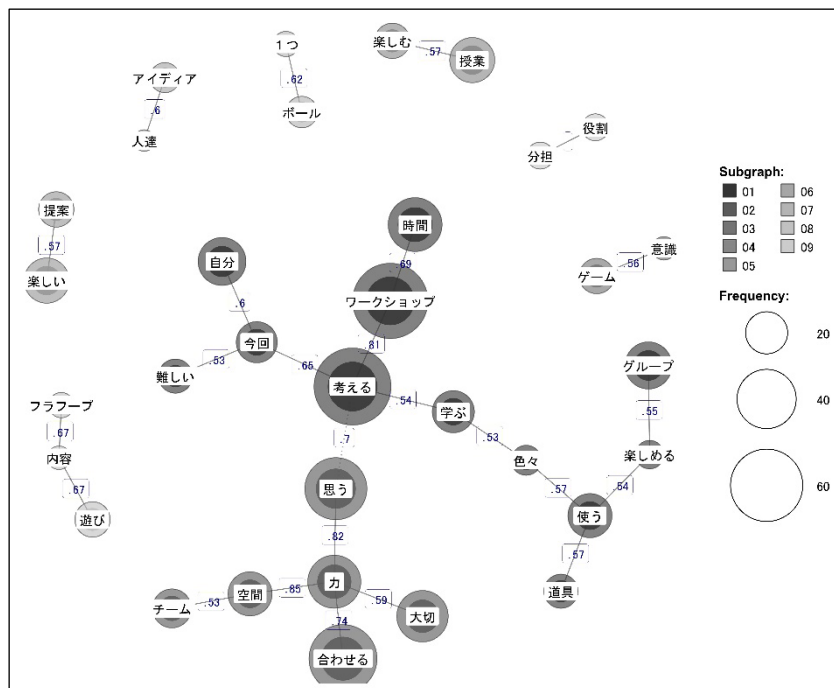 1つ
楽しむ
.57
授業
アイディア
.62
.6
ボール
人達
役割
分担
提案
.57
楽しい
時間
自分
.69
意識
.56
ゲーム
ワークショップ
.6
.81
今回
.53
.65
難しい
考える
.54
学ぶ
グループ
.55
フラフープ
.67
内容
.67
遊び
.7
.53
色々
楽しめる
.57
.54
思う
使う
.82
.57
力
道具
チーム
.53
空間
.85
.59
大切
.74
合わせる
Subgraph:
01
02
03
04
05
06
07
08
09
Frequency:
20
40
60